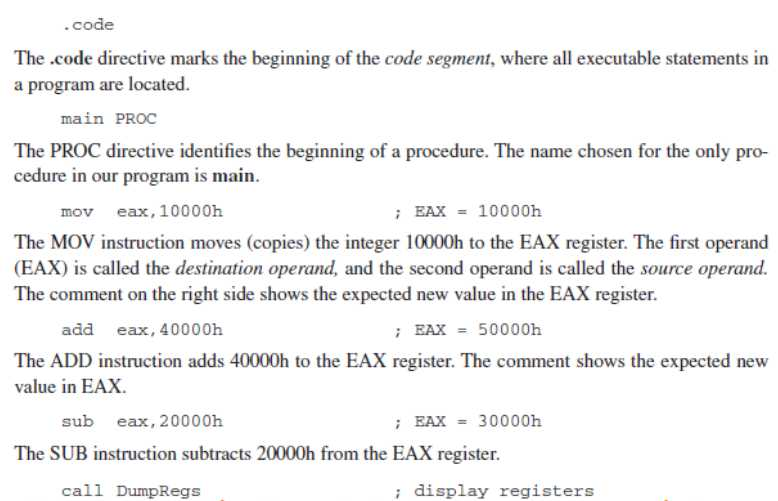 .code
The .code directive marks the beginning of the code segment, where all executable statements in
a program are located.
main PROC
The PROC directive identifies the beginning of a procedure. The name chosen for the only pro-
cedure in our program is main.
mov eax,10000h ; EAX = 10000h
The MOV instruction moves (copies) the integer 10000h to the EAX register. The first operand
(EAX) is called the destination operand, and the second operand is called the source operand.
The comment on the right side shows the expected new value in the EAX register.
add eax,40000h ; EAX = 50000h
The ADD instruction adds 40000h to the EAX register. The comment shows the expected new
value in EAX.
sub eax,20000h ; EAX = 30000h
The SUB instruction subtracts 20000h from the EAX register.
call DumpRegs ; display registers